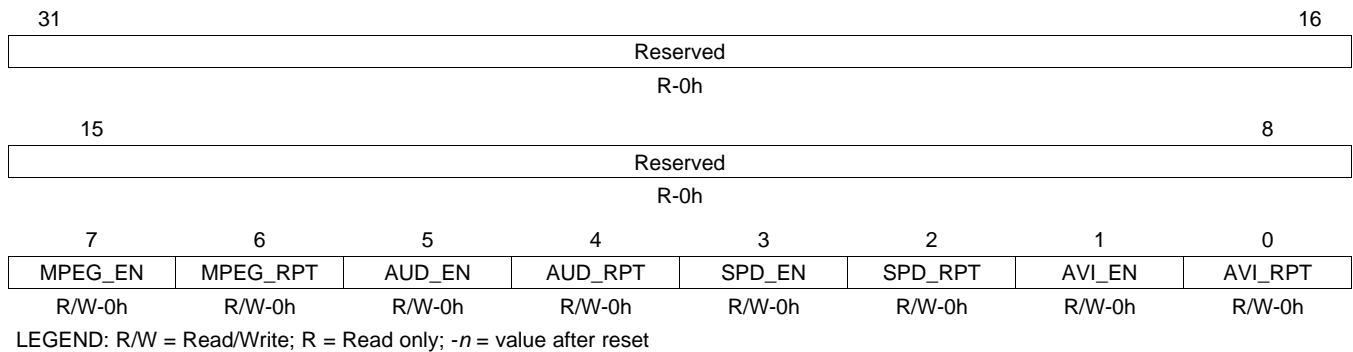 31 16
Reserved
R-0h
15 8
Reserved
R-0h
7 6 5 4 3 2 1 0
MPEG_EN MPEG_RPT AUD_EN AUD_RPT SPD_EN SPD_RPT AVI_EN AVI_RPT
R/W-0h R/W-0h R/W-0h R/W-0h R/W-0h R/W-0h R/W-0h R/W-0h
LEGEND: R/W = Read/Write; R = Read only; -n = value after reset